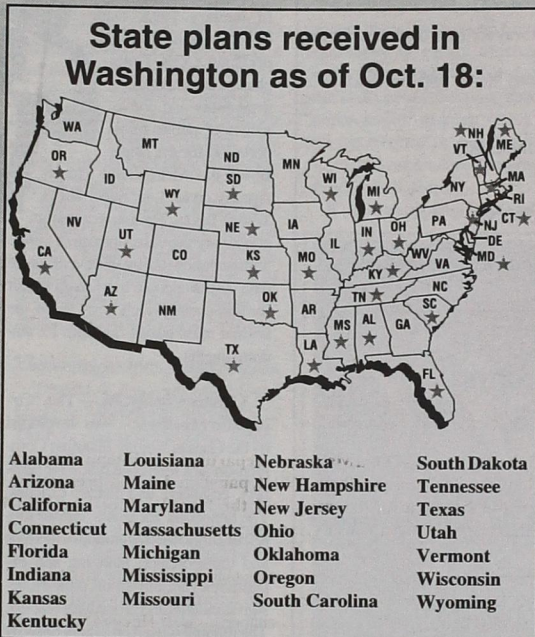 State plans received in
Washington as of Oct. 18:
WA
OR
MT
ID
WY
NV
UT
CA
AZ
CO
NM
ND
SD
NE
KS
OK
TX
MN
IA
MO
AR
LA
WI
IL
MI
IN
OH
KY
TN
MS
AL
GA
FL
SC
NC
VA
WV
PA
NY
VT
NH
ME
MA
RI
CT
NJ
DE
MD
Alabama Louisiana Nebraska South Dakota
Arizona Maine New Hampshire Tennessee
California Maryland New Jersey Texas
Connecticut Massachusetts Ohio Utah
Florida Michigan Oklahoma Vermont
Indiana Mississippi Oregon Wisconsin
Kansas Missouri South Carolina Wyoming
Kentucky